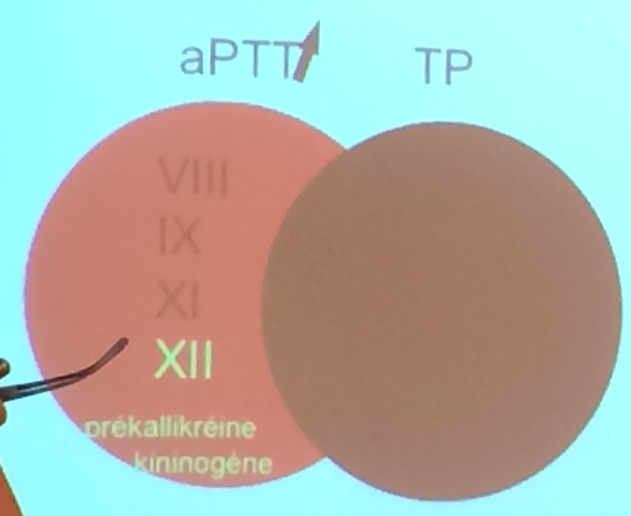 aPTT
TP
VIII
IX
XI
XII
prékallikréine
kininogène